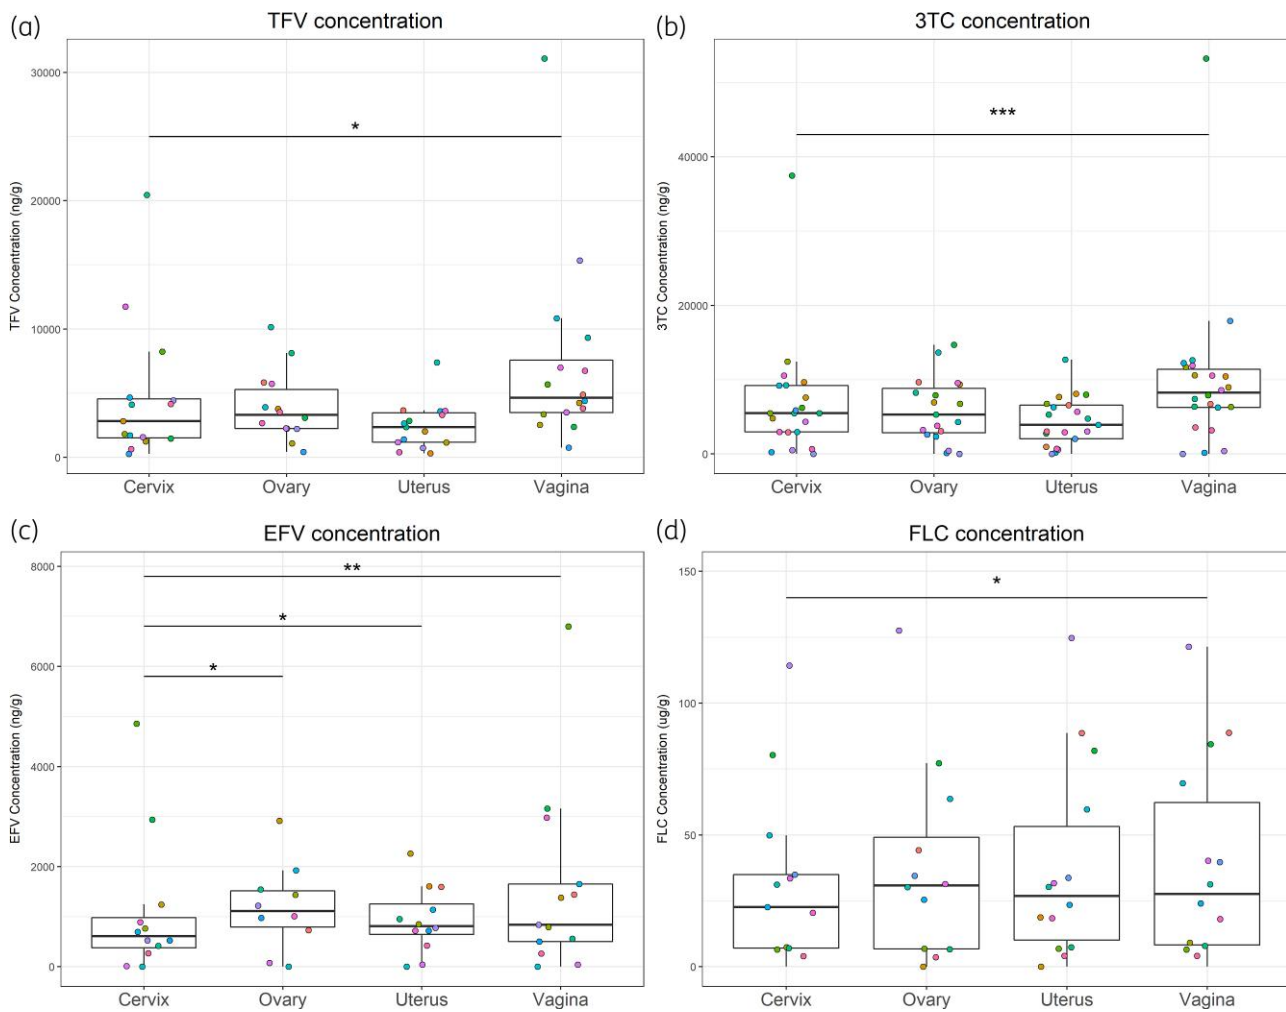 (a)
TFV concentration
TFV Concentration (ng/g)
30000
20000
10000
0
*
Cervix
Ovary
Uterus
Vagina
(b)
3TC concentration
3TC Concentration (ng/g)
40000
20000
0
***
Cervix
Ovary
Uterus
Vagina
(c)
EFV concentration
EFV Concentration (ng/g)
8000
6000
4000
2000
0
**
*
*
Cervix
Ovary
Uterus
Vagina
(d)
FLC concentration
FLC Concentration (ug/g)
150
100
50
0
*
Cervix
Ovary
Uterus
Vagina